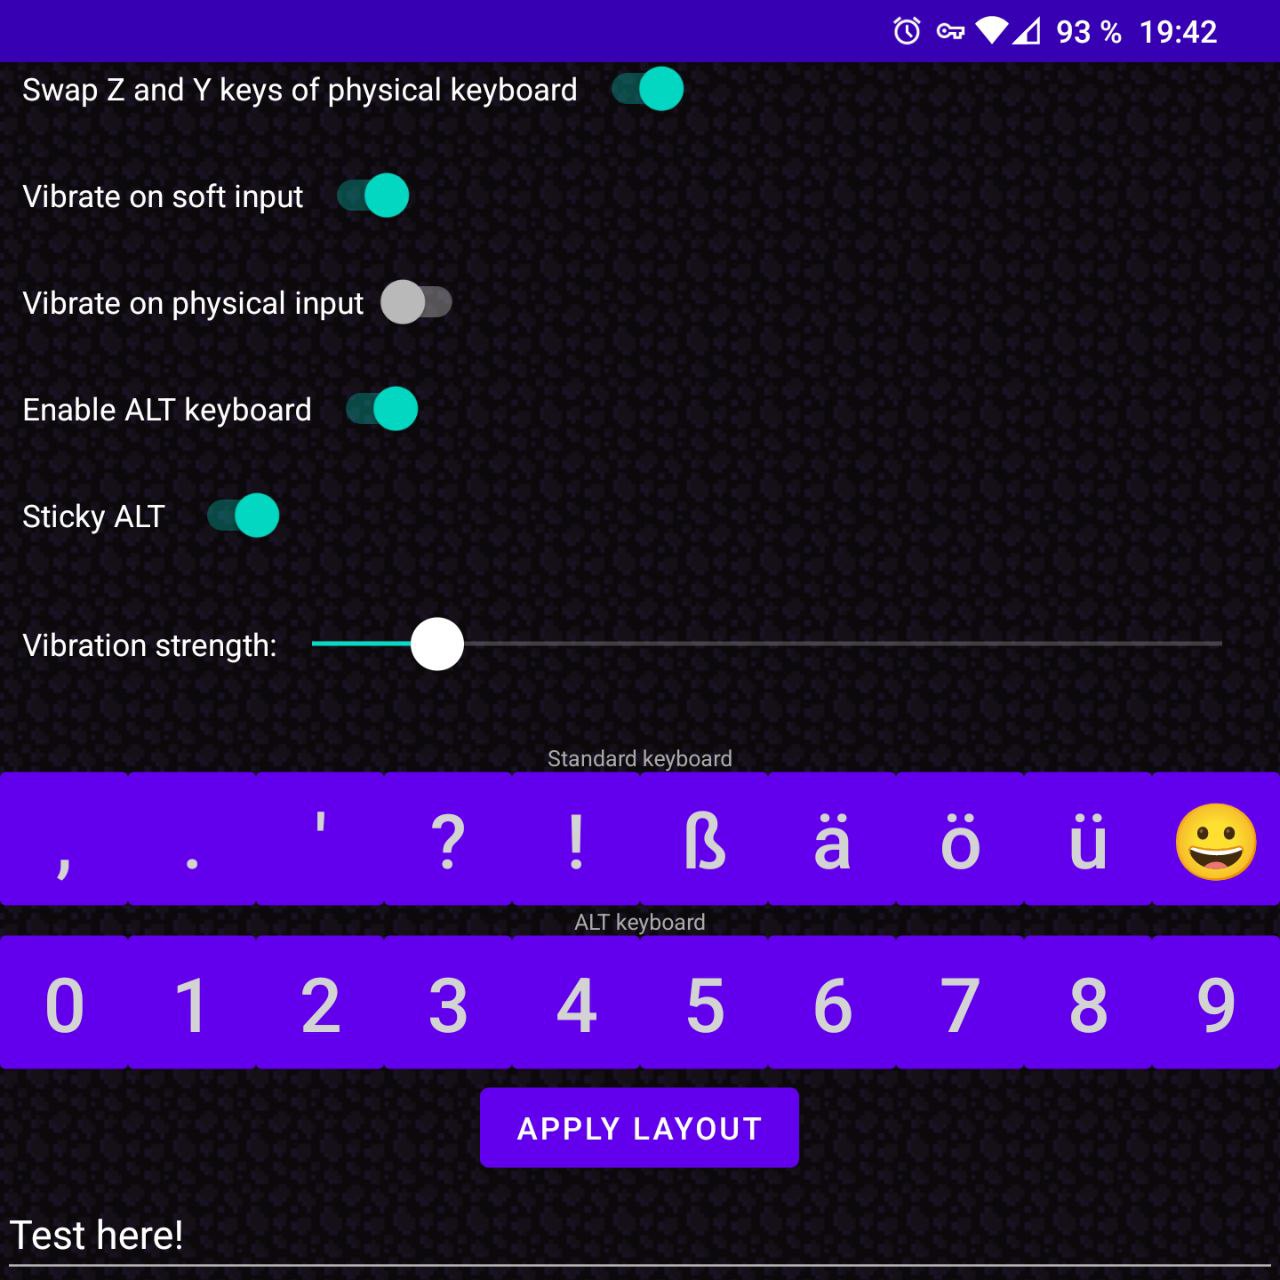 93 % 19:42
Swap Z and Y keys of physical keyboard
Vibrate on soft input
Vibrate on physical input
Enable ALT keyboard
Sticky ALT
Vibration strength:
Standard keyboard
, . ' ? ! ß ä ö ü 😀
ALT keyboard
0 1 2 3 4 5 6 7 8 9
APPLY LAYOUT
Test here!